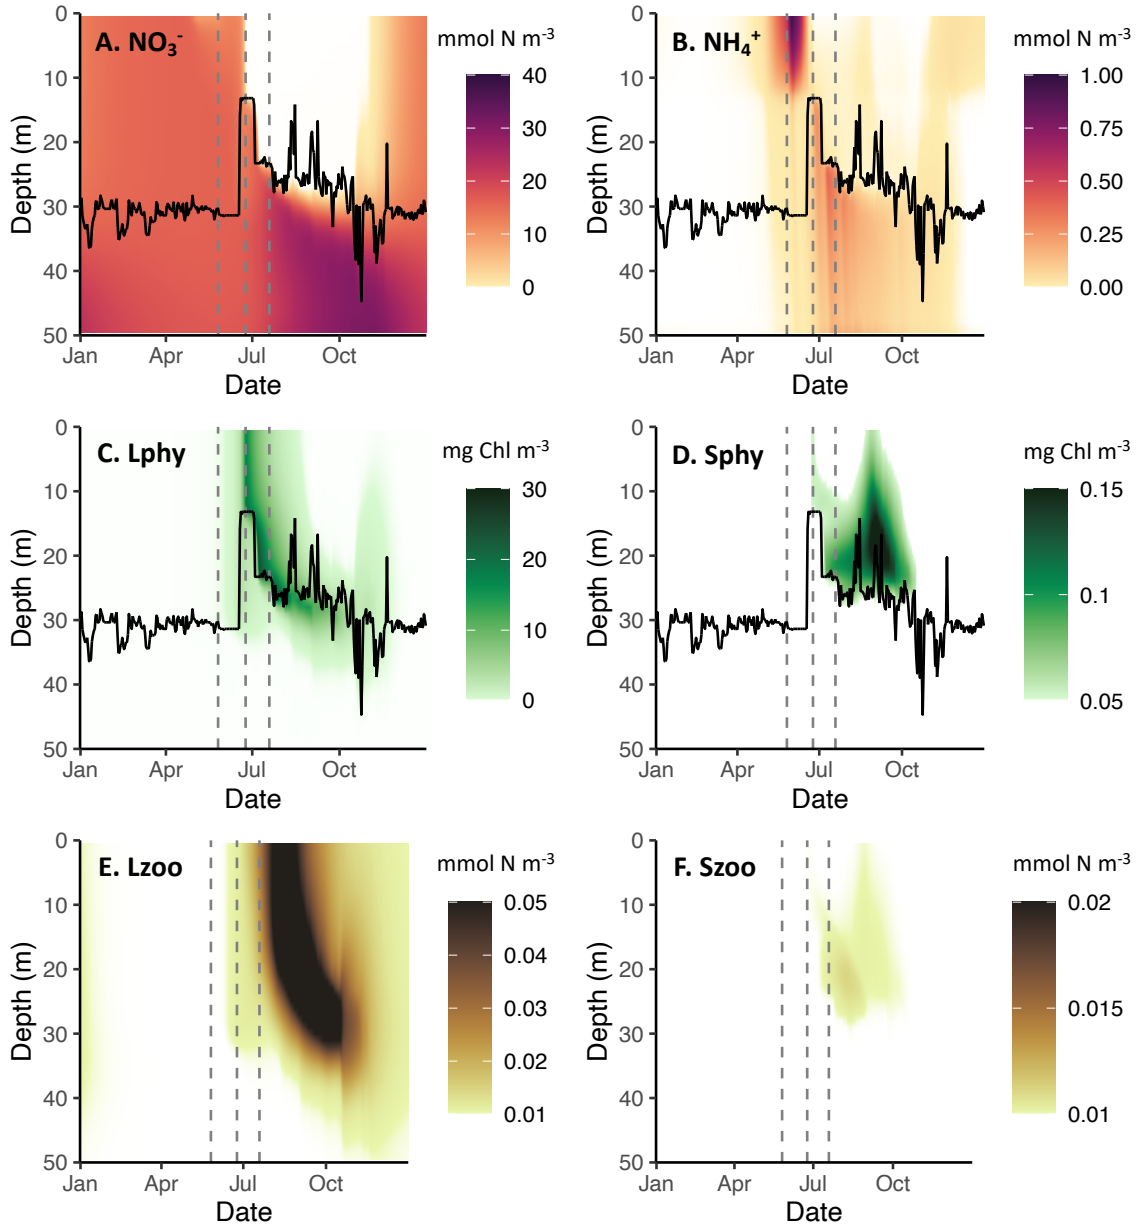 A. NO₃⁻
mmol N m⁻³
0
10
20
30
40
50
Depth (m)
Jan
Apr
Jul
Oct
Date
40
30
20
10
0
B. NH₄⁺
mmol N m⁻³
0
10
20
30
40
50
Depth (m)
Jan
Apr
Jul
Oct
Date
1.00
0.75
0.50
0.25
0.00
C. Lphy
mg Chl m⁻³
0
10
20
30
40
50
Depth (m)
Jan
Apr
Jul
Oct
Date
30
20
10
0
D. Sphy
mg Chl m⁻³
0
10
20
30
40
50
Depth (m)
Jan
Apr
Jul
Oct
Date
0.15
0.1
0.05
E. Lzoo
mmol N m⁻³
0
10
20
30
40
50
Depth (m)
Jan
Apr
Jul
Oct
Date
0.05
0.04
0.03
0.02
0.01
F. Szoo
mmol N m⁻³
0
10
20
30
40
50
Depth (m)
Jan
Apr
Jul
Oct
Date
0.02
0.015
0.01